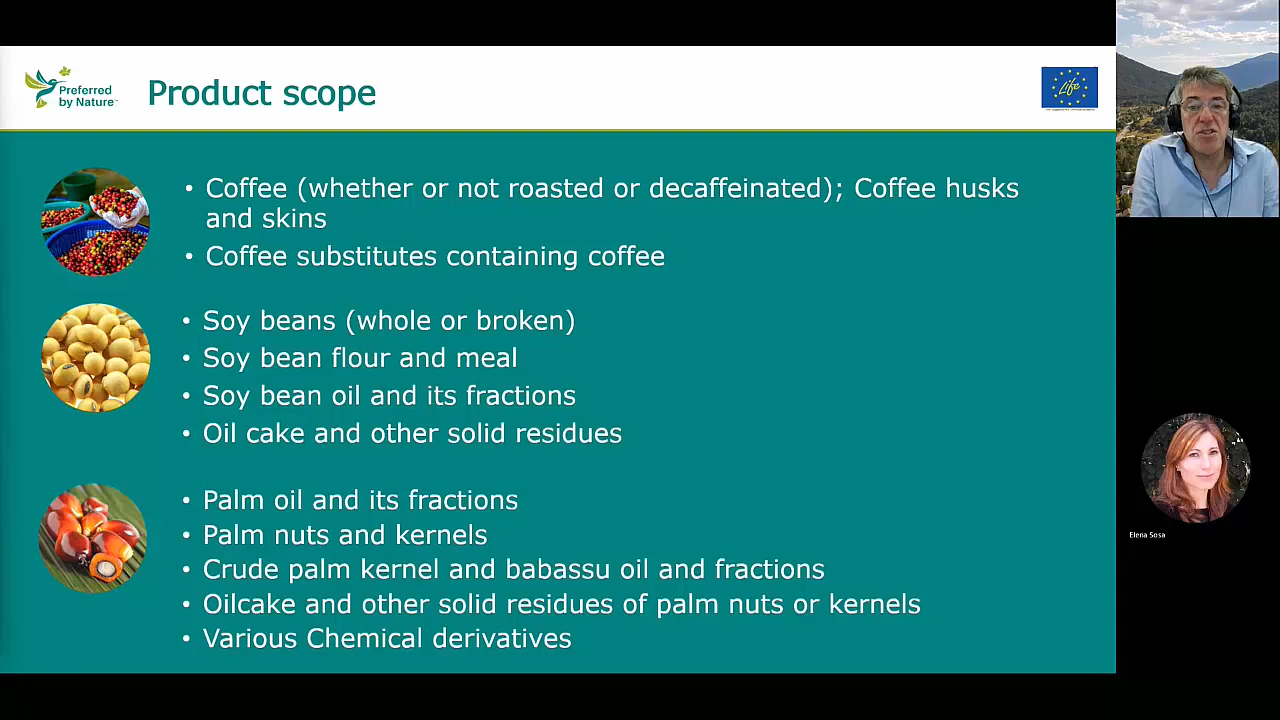 Preferred
by Nature™
Product scope
Life
• Coffee (whether or not roasted or decaffeinated); Coffee husks
and skins
• Coffee substitutes containing coffee
• Soy beans (whole or broken)
• Soy bean flour and meal
• Soy bean oil and its fractions
• Oil cake and other solid residues
• Palm oil and its fractions
• Palm nuts and kernels
• Crude palm kernel and babassu oil and fractions
• Oilcake and other solid residues of palm nuts or kernels
• Various Chemical derivatives
Elena Sosa